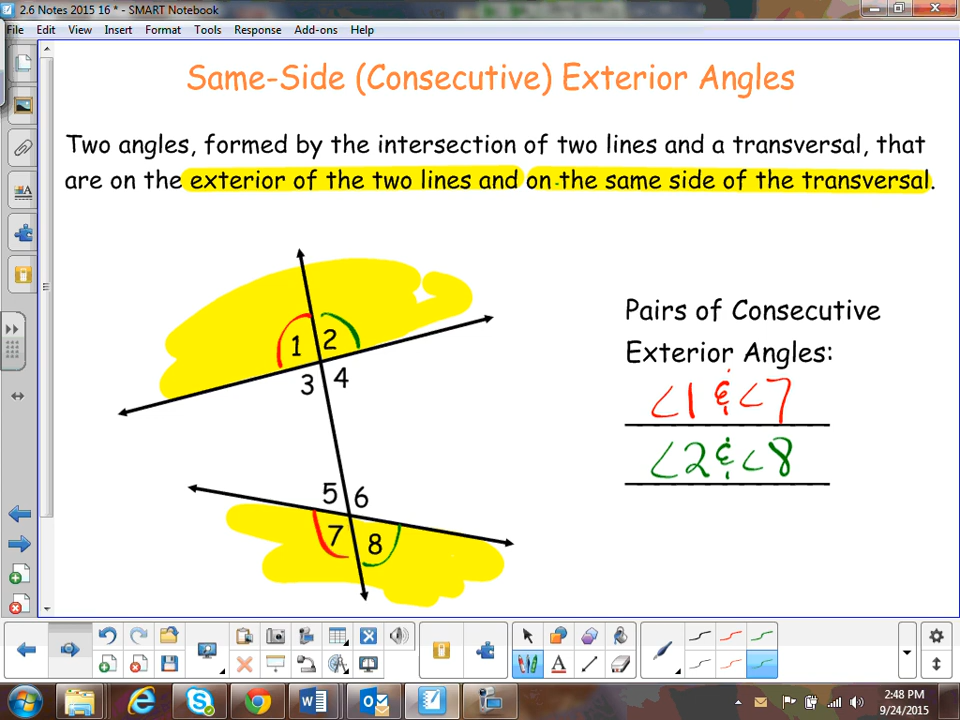 2.6 Notes 2015 16 * - SMART Notebook
File Edit View Insert Format Tools Window Response Add-ons Help
Same-Side (Consecutive) Exterior Angles
Two angles, formed by the intersection of two lines and a transversal, that
are on the exterior of the two lines and on the same side of the transversal.
1 2
3 4
5 6
7 8
Pairs of Consecutive
Exterior Angles:
∠1 & ∠7
∠2 & ∠8
2:48 PM
9/24/2015